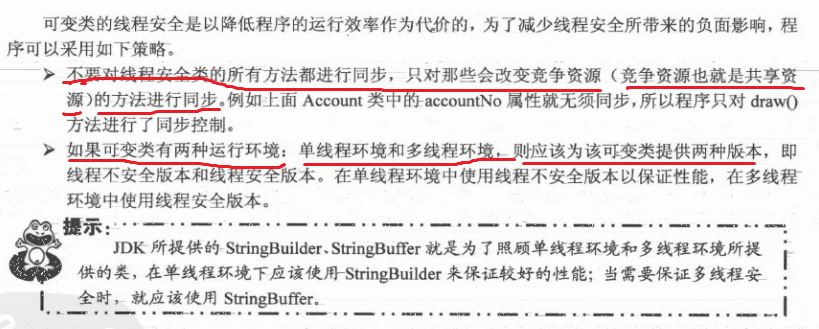 可变类的线程安全是以降低程序的运行效率作为代价的，为了减少线程安全所带来的负面影响，程
序可以采用如下策略。
➢ 不要对线程安全类的所有方法都进行同步，只对那些会改变竞争资源（竞争资源也就是共享资
源）的方法进行同步。例如上面 Account 类中的 accountNo 属性就无须同步，所以程序只对 draw()
方法进行了同步控制。
➢ 如果可变类有两种运行环境：单线程环境和多线程环境，则应该为该可变类提供两种版本，即
线程不安全版本和线程安全版本。在单线程环境中使用线程不安全版本以保证性能，在多线程
环境中使用线程安全版本。
提示：
JDK 所提供的 StringBuilder、StringBuffer 就是为了照顾单线程环境和多线程环境所提
供的类，在单线程环境下应该使用 StringBuilder 来保证较好的性能；当需要保证多线程安
全时，就应该使用 StringBuffer。